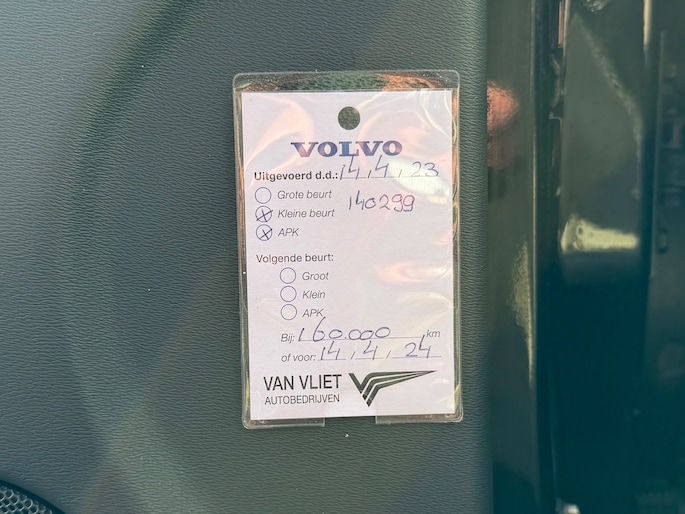 VOLVO
Uitgevoerd d.d.: 14, 4, 23
Grote beurt
Kleine beurt 140299
APK
Volgende beurt:
Groot
Klein
APK
Bij: 160.000 km
of voor: 14, 4, 24
VAN VLIET
AUTOBEDRIJVEN